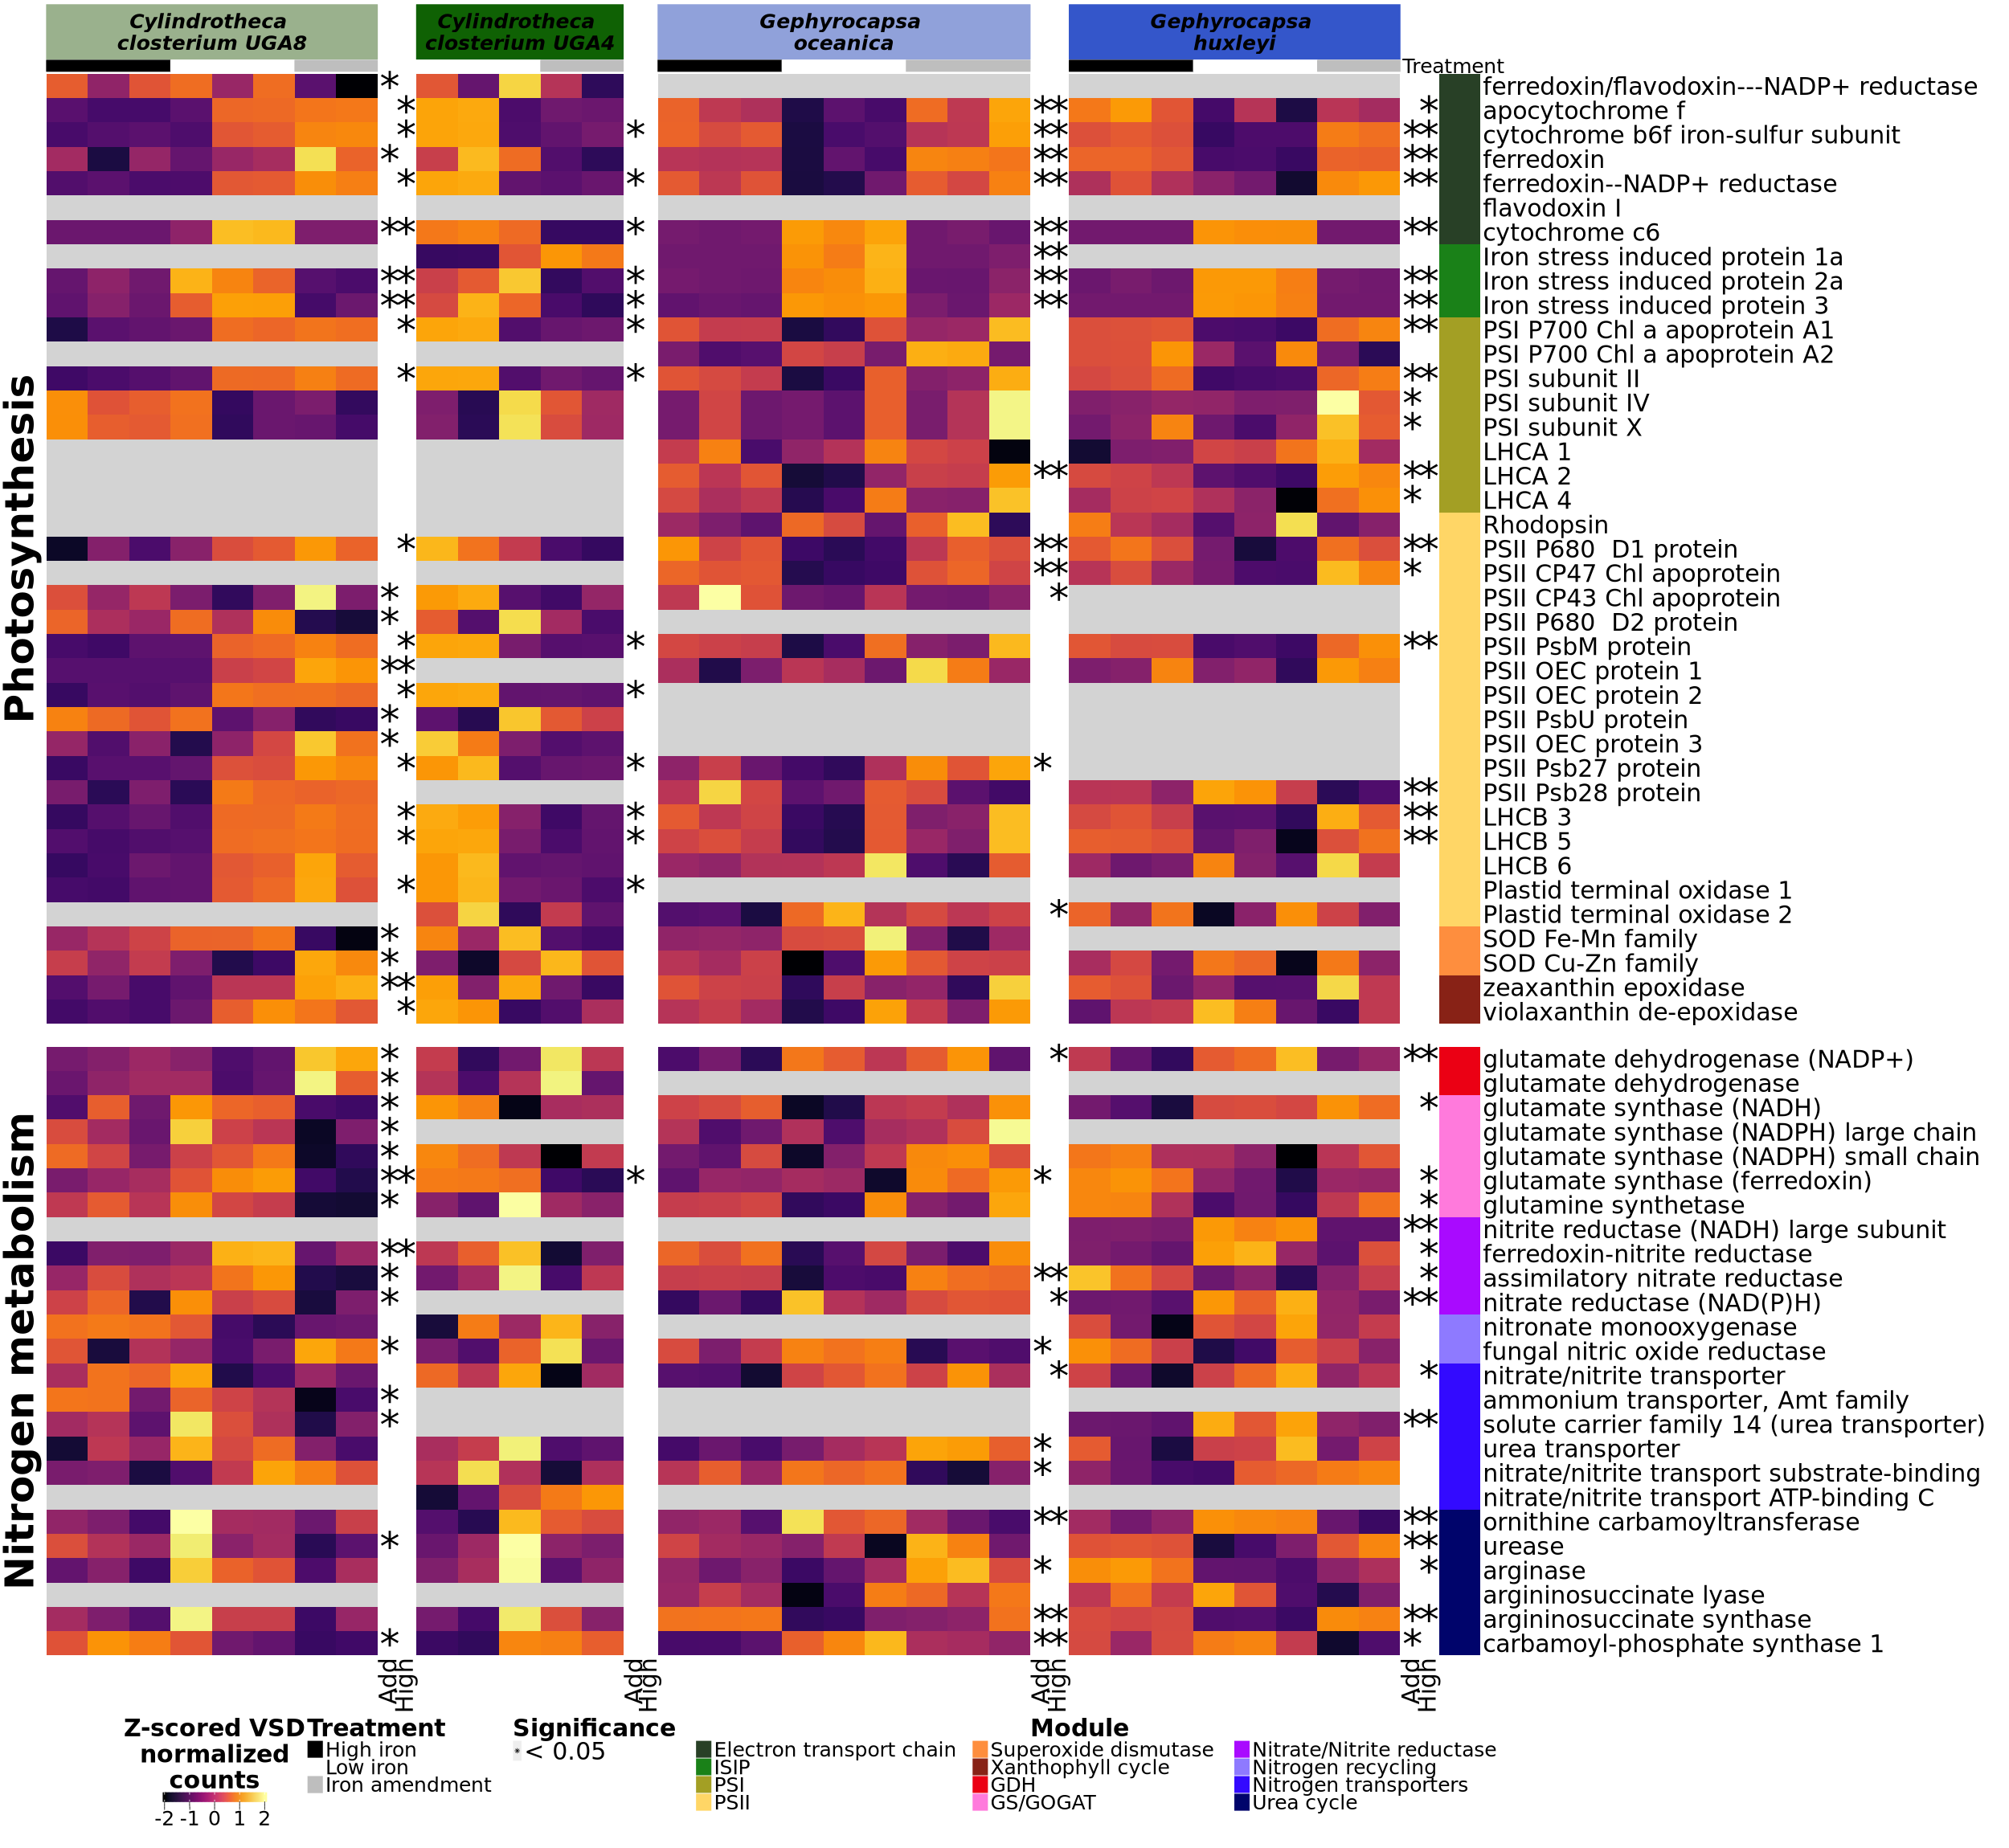 Cylindrotheca
closterium UGA8
Cylindrotheca
closterium UGA4
Gephyrocapsa
oceanica
Gephyrocapsa
huxleyi
Treatment
Photosynthesis
ferredoxin/flavodoxin---NADP+ reductase
apocytochrome f
cytochrome b6f iron-sulfur subunit
ferredoxin
ferredoxin--NADP+ reductase
flavodoxin I
cytochrome c6
Iron stress induced protein 1a
Iron stress induced protein 2a
Iron stress induced protein 3
PSI P700 Chl a apoprotein A1
PSI P700 Chl a apoprotein A2
PSI subunit II
PSI subunit IV
PSI subunit X
LHCA 1
LHCA 2
LHCA 4
Rhodopsin
PSII P680 D1 protein
PSII CP47 Chl apoprotein
PSII CP43 Chl apoprotein
PSII P680 D2 protein
PSII PsbM protein
PSII OEC protein 1
PSII OEC protein 2
PSII PsbU protein
PSII OEC protein 3
PSII Psb27 protein
PSII Psb28 protein
LHCB 3
LHCB 5
LHCB 6
Plastid terminal oxidase 1
Plastid terminal oxidase 2
SOD Fe-Mn family
SOD Cu-Zn family
zeaxanthin epoxidase
violaxanthin de-epoxidase
Nitrogen metabolism
glutamate dehydrogenase (NADP+)
glutamate dehydrogenase
glutamate synthase (NADH)
glutamate synthase (NADPH) large chain
glutamate synthase (NADPH) small chain
glutamate synthase (ferredoxin)
glutamine synthetase
nitrite reductase (NADH) large subunit
ferredoxin-nitrite reductase
assimilatory nitrate reductase
nitrate reductase (NAD(P)H)
nitronate monooxygenase
fungal nitric oxide reductase
nitrate/nitrite transporter
ammonium transporter, Amt family
solute carrier family 14 (urea transporter)
urea transporter
nitrate/nitrite transport substrate-binding
nitrate/nitrite transport ATP-binding C
ornithine carbamoyltransferase
urease
arginase
argininosuccinate lyase
argininosuccinate synthase
carbamoyl-phosphate synthase 1
Add
High
Add
High
Add
High
Add
High
Z-scored VSD
normalized
counts
-2 -1 0 1 2
Treatment
High iron
Low iron
Iron amendment
Significance
* < 0.05
Module
Electron transport chain
ISIP
PSI
PSII
Superoxide dismutase
Xanthophyll cycle
GDH
GS/GOGAT
Nitrate/Nitrite reductase
Nitrogen recycling
Nitrogen transporters
Urea cycle